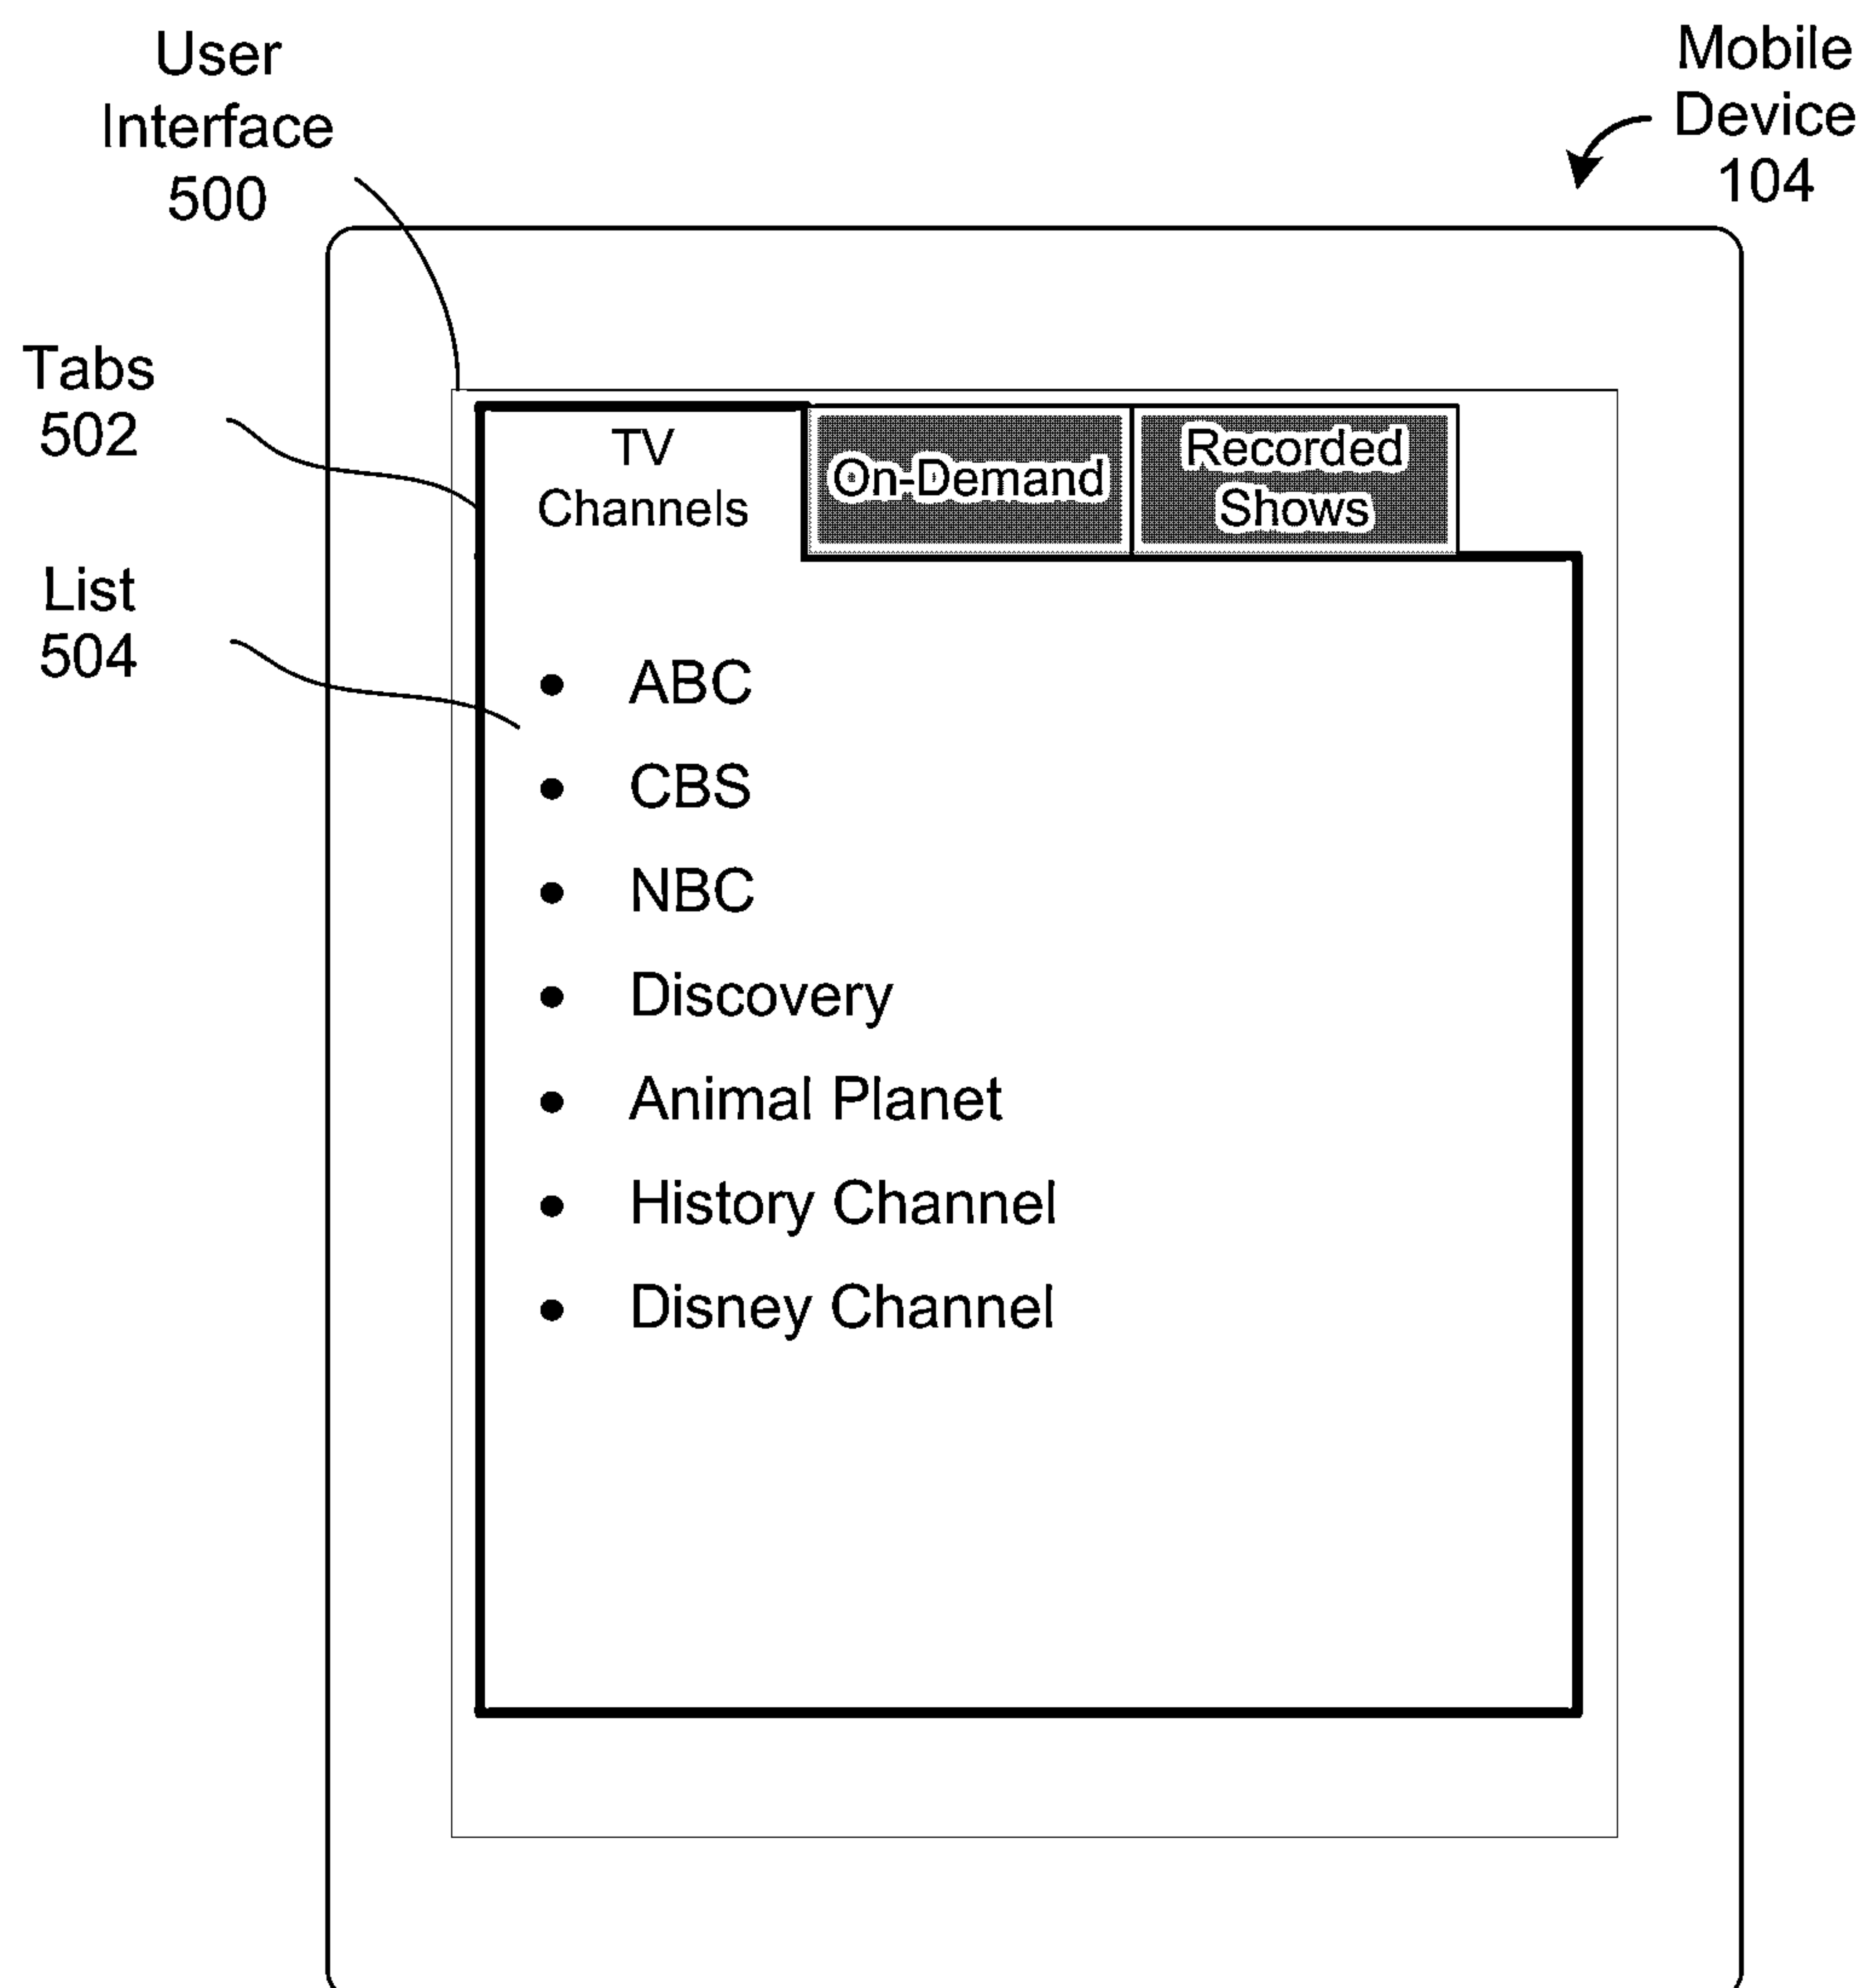 User
Interface
500
Mobile
Device
104
Tabs
502
List
504
TV
Channels
On-Demand
Recorded
Shows
• ABC
• CBS
• NBC
• Discovery
• Animal Planet
• History Channel
• Disney Channel